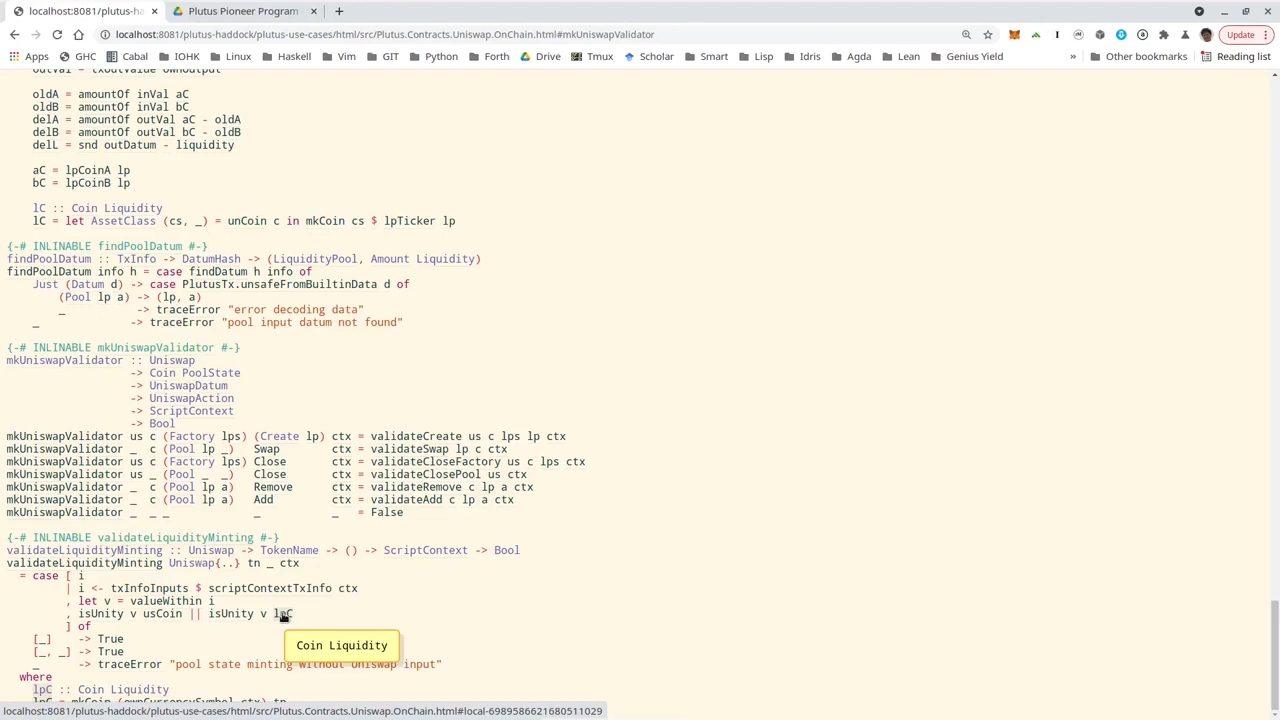 localhost:8081/plutus-ha
Plutus Pioneer Program
localhost:8081/plutus-haddock/plutus-use-cases/html/src/Plutus.Contracts.Uniswap.OnChain.html#mkUniswapValidator
Update
Apps GHC Cabal IOHK Linux Haskell Vim GIT Python Forth Drive Tmux Scholar Smart Lisp Idris Agda Lean Genius Yield » Other bookmarks Reading list
outVal = txOutValue ownOutput
oldA = amountOf inVal aC
oldB = amountOf inVal bC
delA = amountOf outVal aC - oldA
delB = amountOf outVal bC - oldB
delL = snd outDatum - liquidity
aC = lpCoinA lp
bC = lpCoinB lp
lC :: Coin Liquidity
lC = let AssetClass (cs, _) = unCoin c in mkCoin cs $ lpTicker lp
{-# INLINABLE findPoolDatum #-}
findPoolDatum :: TxInfo -> DatumHash -> (LiquidityPool, Amount Liquidity)
findPoolDatum info h = case findDatum h info of
Just (Datum d) -> case PlutusTx.unsafeFromBuiltinData d of
(Pool lp a) -> (lp, a)
_ -> traceError "error decoding data"
_ -> traceError "pool input datum not found"
{-# INLINABLE mkUniswapValidator #-}
mkUniswapValidator :: Uniswap
-> Coin PoolState
-> UniswapDatum
-> UniswapAction
-> ScriptContext
-> Bool
mkUniswapValidator us c (Factory lps) (Create lp) ctx = validateCreate us c lps lp ctx
mkUniswapValidator _ c (Pool lp _) Swap ctx = validateSwap lp c ctx
mkUniswapValidator us c (Factory lps) Close ctx = validateCloseFactory us c lps ctx
mkUniswapValidator us _ (Pool _ _) Close ctx = validateClosePool us ctx
mkUniswapValidator _ c (Pool lp a) Remove ctx = validateRemove c lp a ctx
mkUniswapValidator _ c (Pool lp a) Add ctx = validateAdd c lp a ctx
mkUniswapValidator _ _ _ _ _ = False
{-# INLINABLE validateLiquidityMinting #-}
validateLiquidityMinting :: Uniswap -> TokenName -> () -> ScriptContext -> Bool
validateLiquidityMinting Uniswap{..} tn _ ctx
= case [ i
| i <- txInfoInputs $ scriptContextTxInfo ctx
, let v = valueWithin i
, isUnity v usCoin || isUnity v lpC
] of
[_] -> True
[_, _] -> True
Coin Liquidity
_ -> traceError "pool state minting without Uniswap input"
where
lpC :: Coin Liquidity
lpC = mkCoin (ownCurrencySymbol ctx) tn
localhost:8081/plutus-haddock/plutus-use-cases/html/src/Plutus.Contracts.Uniswap.OnChain.html#local-6989586621680511029